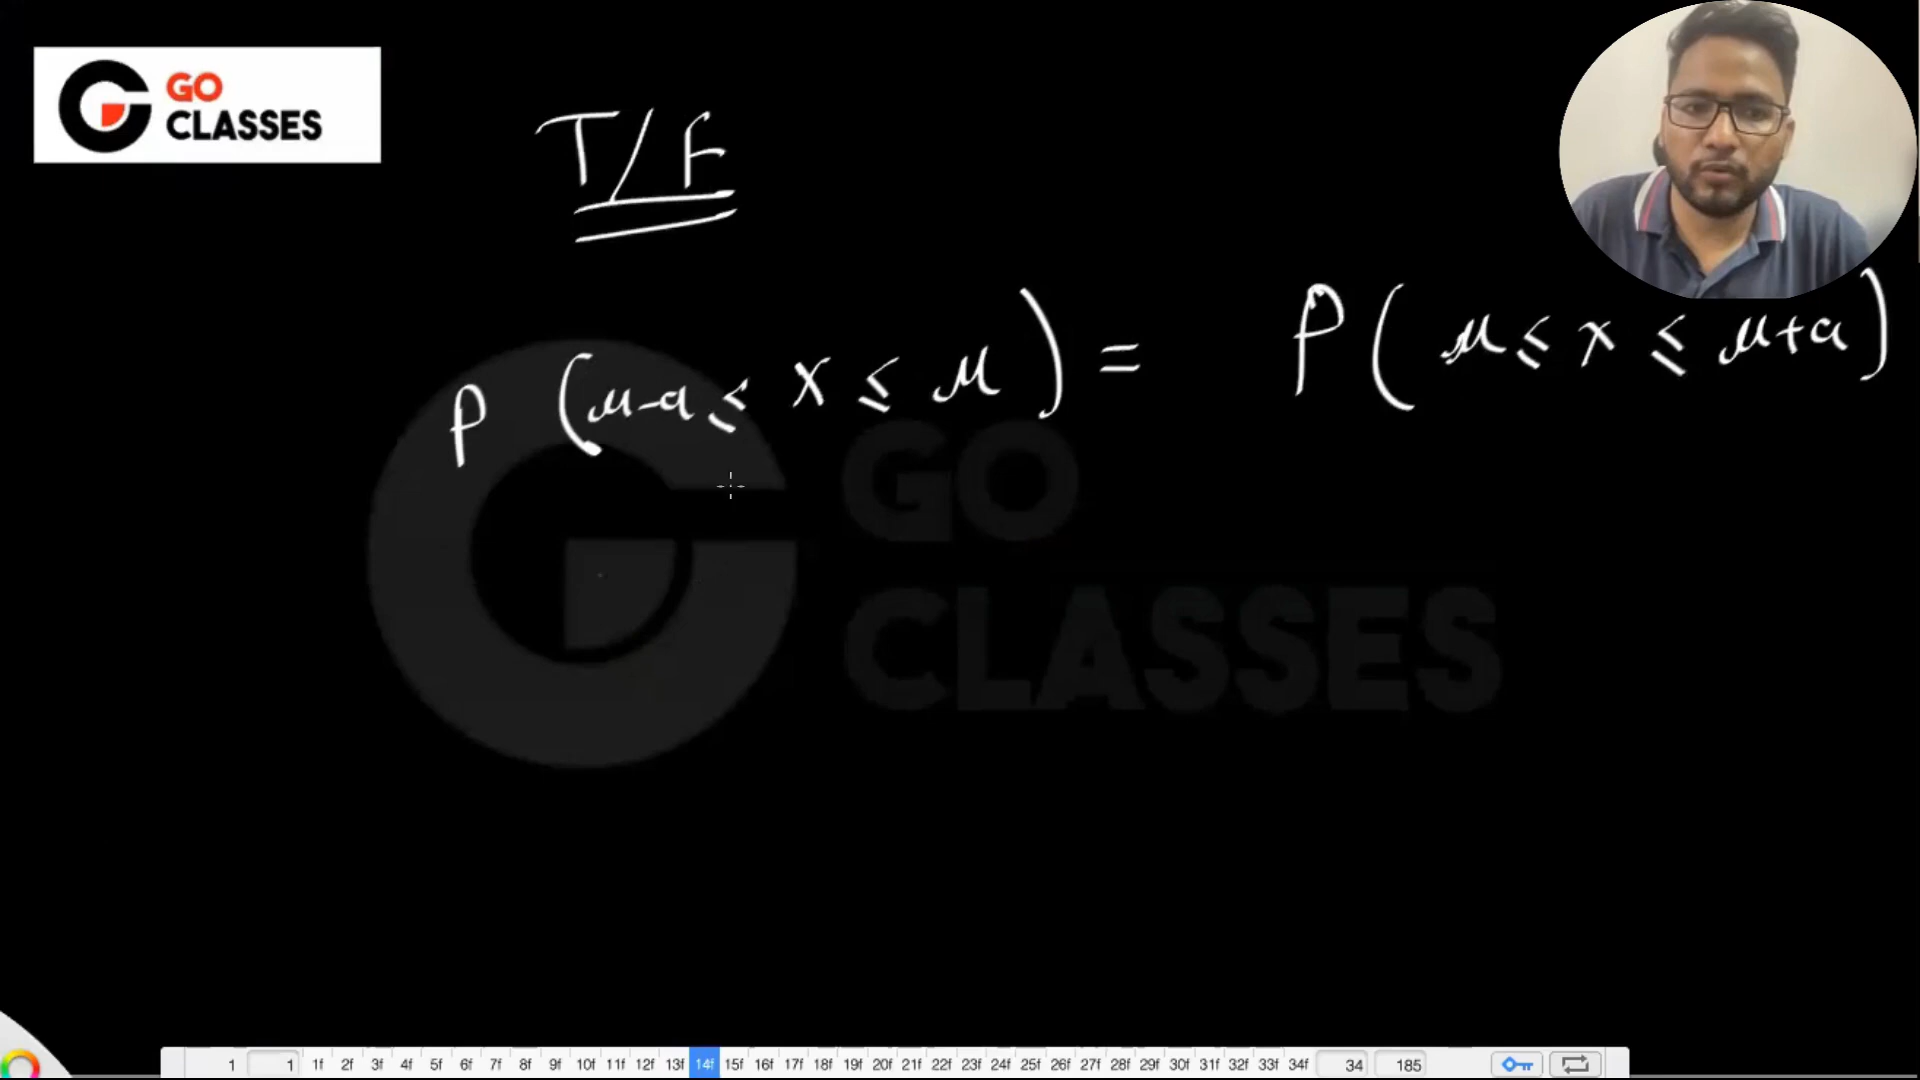 GO
CLASSES
T/F
P (μ-a ≤ X ≤ μ) = P(μ ≤ X ≤ μ+a)
GO
CLASSES
1 1 1f 2f 3f 4f 5f 6f 7f 8f 9f 10f 11f 12f 13f 14f 15f 16f 17f 18f 19f 20f 21f 22f 23f 24f 25f 26f 27f 28f 29f 30f 31f 32f 33f 34f 34 185